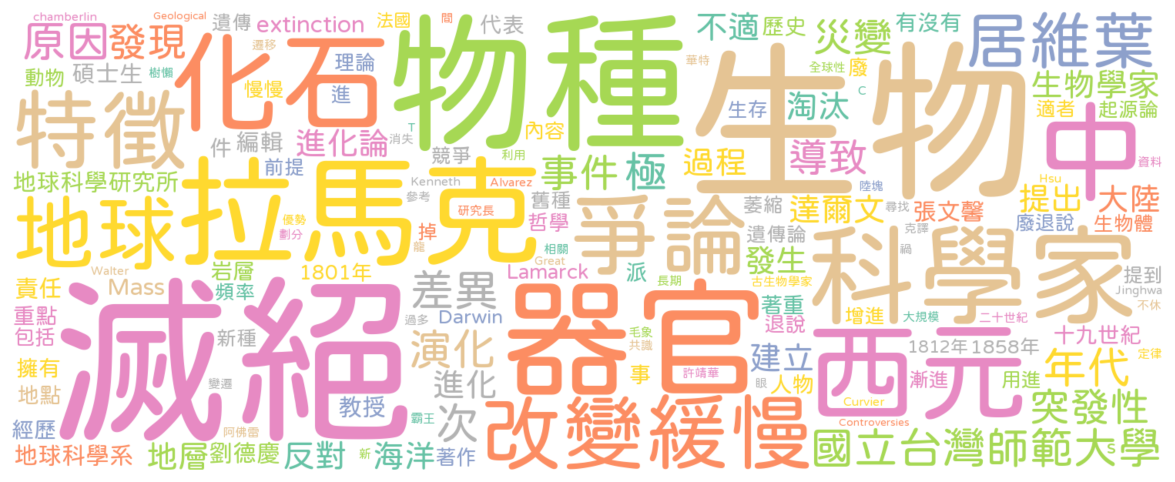 chamberlin
Geological
遺傳
extinction
法國
間
代表
不適
歷史
災變
有沒有
居維葉
原因
發現
化石
物種
生物
遷移
理論
華特
全球性
廢
動物
碩士生
樹懶
慢慢
進
生存
淘汰
C
生物學家
適者
起源論
特徵
件
編輯
進化論
T
消失
競爭
內容
利用
事件
極
過程
導致
中
資料
地球科學研究所
前提
Kenneth
Alvarez
舊種
參考
研究長
哲學
萎縮
陸塊
達爾文
尋找
Hsu
提出
大陸
張文馨
廢退說
生物體
地球
拉馬克
優勢
劃分
掉
龍
相關
爭論
遺傳論
克譯
禍
科學家
Walter
岩層
1801年
Great
派
發生
提到
責任
Mass
頻率
差異
Lamarck
長期
古生物學家
Jinghwa
不休
重點
包括
滅絕
新種
過多
Darwin
器官
毛象
共識
著重
退說
增進
大規模
二十世紀
十九世紀
定律
擁有
演化
建立
西元
1812年
1858年
年代
地點
變遷
教授
進化
事
許靖華
眼
人物
漸進
用進
Curvier
突發性
經歷
阿佛雷
霸王
次
改變
緩慢
Controversies
地球科學系
地層
劉德慶
反對
新
海洋
著作
國立台灣師範大學
S